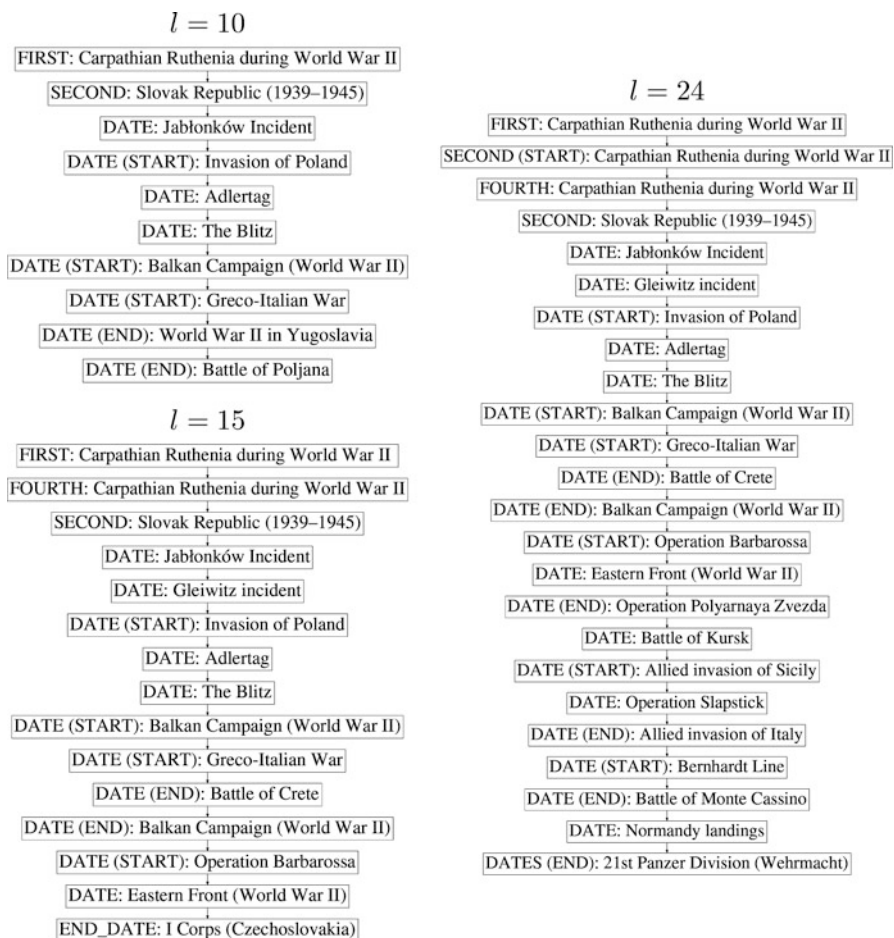 l = 10
FIRST: Carpathian Ruthenia during World War II
SECOND: Slovak Republic (1939–1945)
DATE: Jabłonków Incident
DATE (START): Invasion of Poland
DATE: Adlertag
DATE: The Blitz
DATE (START): Balkan Campaign (World War II)
DATE (START): Greco-Italian War
DATE (END): World War II in Yugoslavia
DATE (END): Battle of Poljana
l = 15
FIRST: Carpathian Ruthenia during World War II
FOURTH: Carpathian Ruthenia during World War II
SECOND: Slovak Republic (1939–1945)
DATE: Jabłonków Incident
DATE: Gleiwitz incident
DATE (START): Invasion of Poland
DATE: Adlertag
DATE: The Blitz
DATE (START): Balkan Campaign (World War II)
DATE (START): Greco-Italian War
DATE (END): Battle of Crete
DATE (END): Balkan Campaign (World War II)
DATE (START): Operation Barbarossa
DATE: Eastern Front (World War II)
END_DATE: I Corps (Czechoslovakia)
l = 24
FIRST: Carpathian Ruthenia during World War II
SECOND (START): Carpathian Ruthenia during World War II
FOURTH: Carpathian Ruthenia during World War II
SECOND: Slovak Republic (1939–1945)
DATE: Jabłonków Incident
DATE: Gleiwitz incident
DATE (START): Invasion of Poland
DATE: Adlertag
DATE: The Blitz
DATE (START): Balkan Campaign (World War II)
DATE (START): Greco-Italian War
DATE (END): Battle of Crete
DATE (END): Balkan Campaign (World War II)
DATE (START): Operation Barbarossa
DATE: Eastern Front (World War II)
DATE (END): Operation Polyarnaya Zvezda
DATE: Battle of Kursk
DATE (START): Allied invasion of Sicily
DATE: Operation Slapstick
DATE (END): Allied invasion of Italy
DATE (START): Bernhardt Line
DATE (END): Battle of Monte Cassino
DATE: Normandy landings
DATES (END): 21st Panzer Division (Wehrmacht)